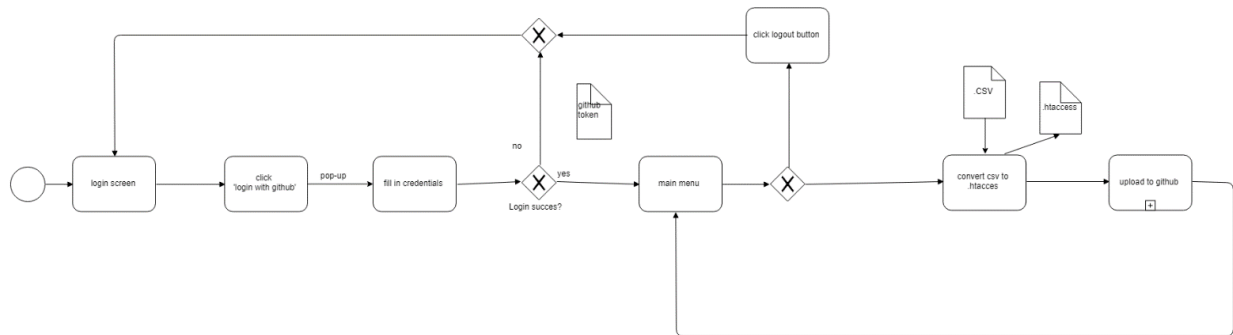 click logout button
.CSV
.htaccess
github
token
no
login screen
click
'login with github'
pop-up
fill in credentials
yes
Login succes?
main menu
convert csv to
.htacces
upload to github